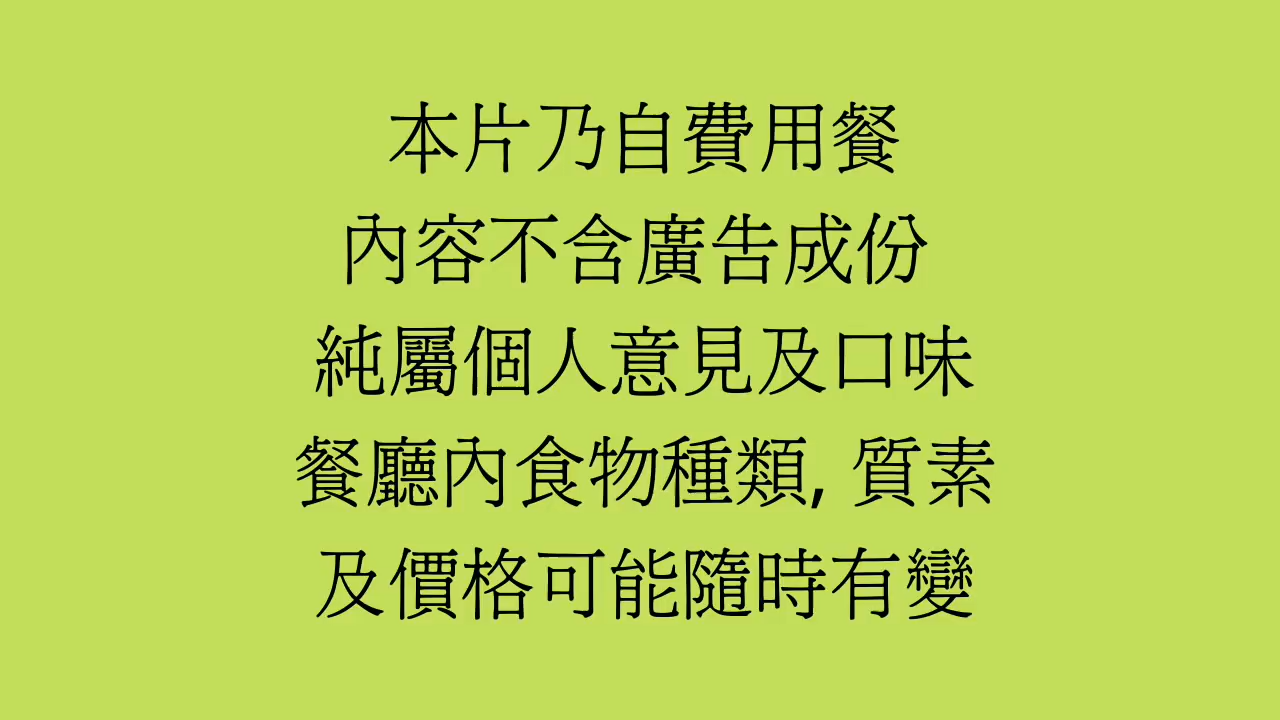 本片乃自費用餐
內容不含廣告成份
純屬個人意見及口味
餐廳內食物種類, 質素
及價格可能隨時有變